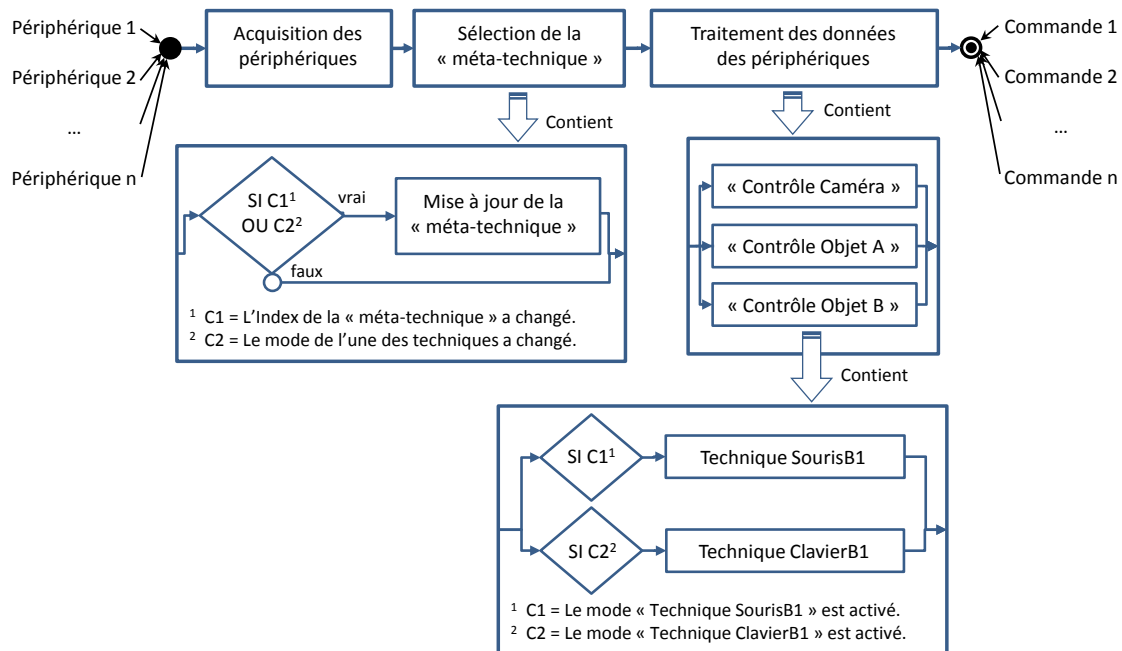 Périphérique 1
Périphérique 2
...
Périphérique n
Acquisition des
périphériques
Sélection de la
« méta-technique »
Traitement des données
des périphériques
Commande 1
Commande 2
...
Commande n
Contient
Contient
SI C1¹
OU C2²
vrai
faux
Mise à jour de la
« méta-technique »
¹ C1 = L’Index de la « méta-technique » a changé.
² C2 = Le mode de l’une des techniques a changé.
« Contrôle Caméra »
« Contrôle Objet A »
« Contrôle Objet B »
Contient
SI C1¹
Technique SourisB1
SI C2²
Technique ClavierB1
¹ C1 = Le mode « Technique SourisB1 » est activé.
² C2 = Le mode « Technique ClavierB1 » est activé.